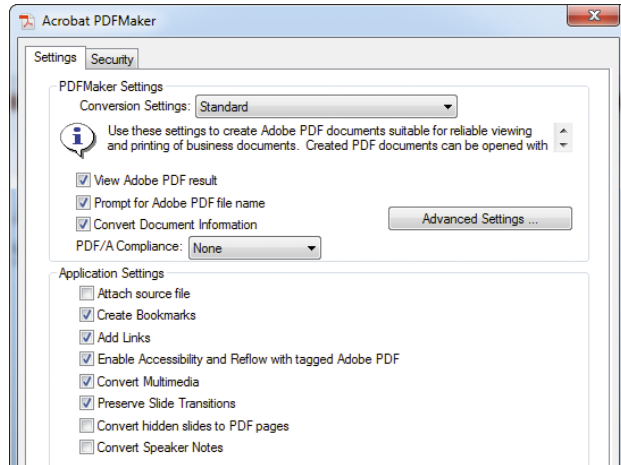 Acrobat PDFMaker
Settings
Security
PDFMaker Settings
Conversion Settings: Standard
Use these settings to create Adobe PDF documents suitable for reliable viewing
and printing of business documents. Created PDF documents can be opened with
View Adobe PDF result
Prompt for Adobe PDF file name
Convert Document Information
Advanced Settings ...
PDF/A Compliance: None
Application Settings
Attach source file
Create Bookmarks
Add Links
Enable Accessibility and Reflow with tagged Adobe PDF
Convert Multimedia
Preserve Slide Transitions
Convert hidden slides to PDF pages
Convert Speaker Notes